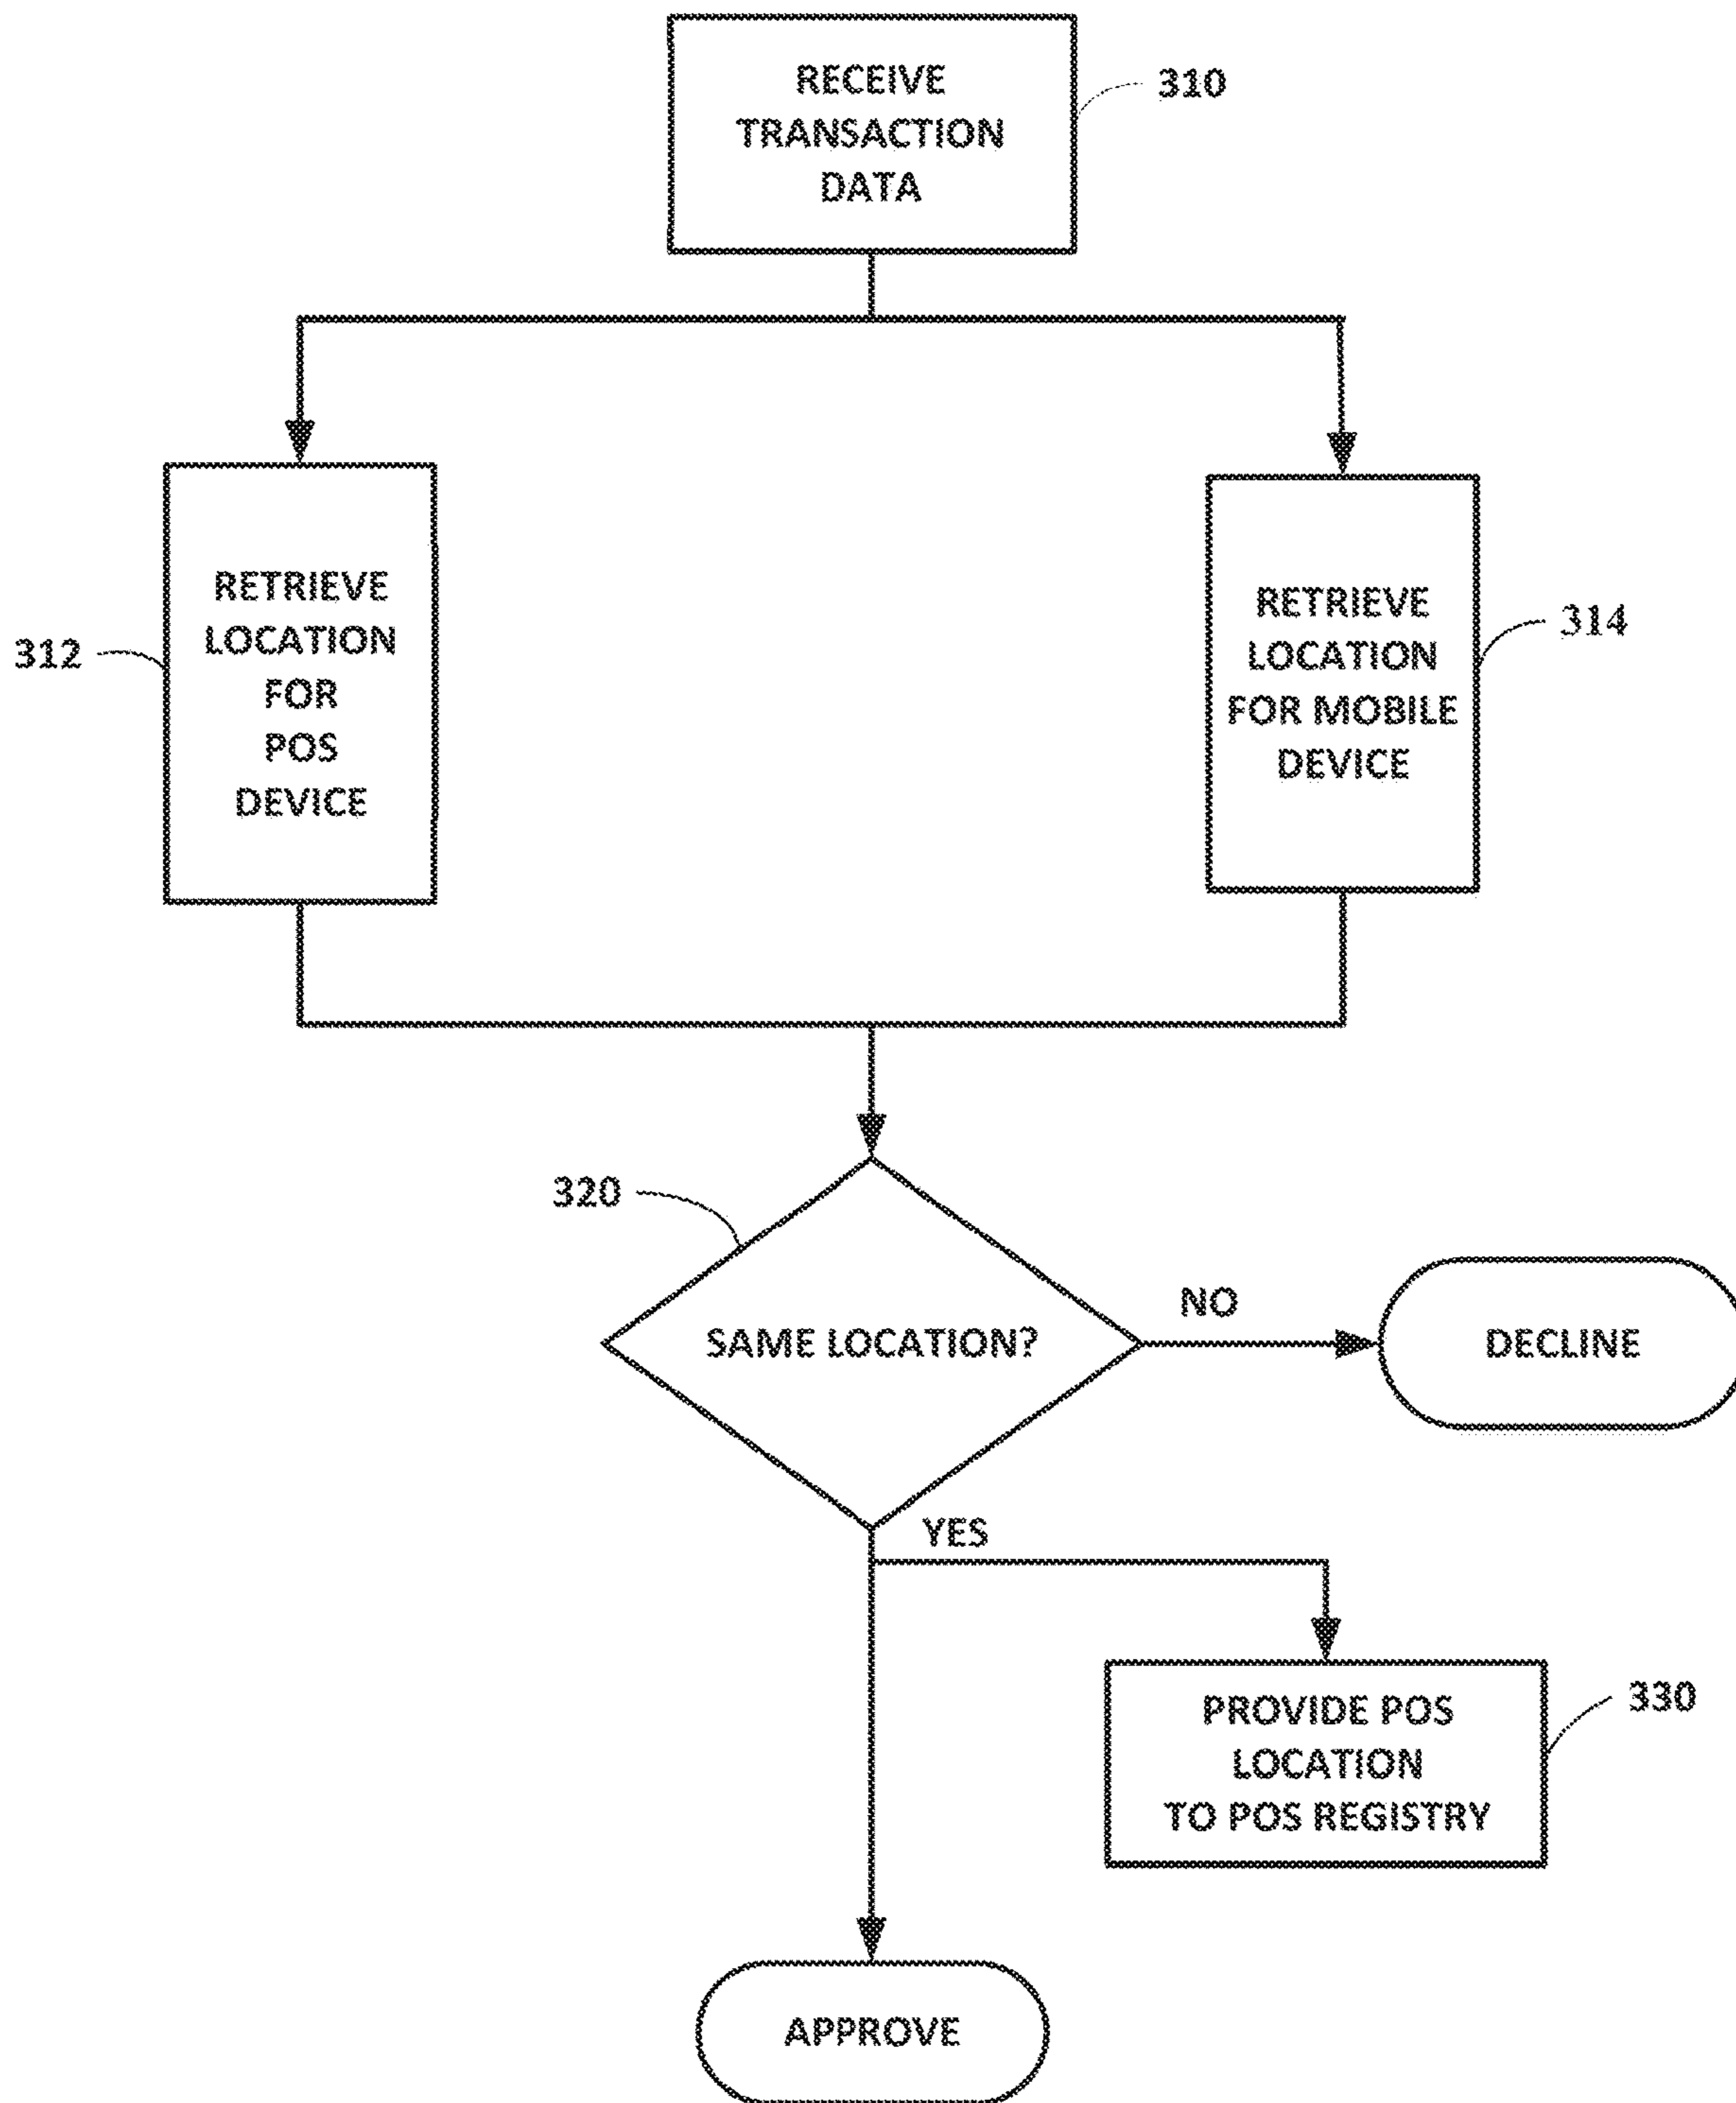 RECEIVE
TRANSACTION
DATA
310
RETRIEVE
LOCATION
FOR
POS
DEVICE
312
RETRIEVE
LOCATION
FOR MOBILE
DEVICE
314
320
SAME LOCATION?
NO
DECLINE
YES
PROVIDE POS
LOCATION
TO POS REGISTRY
330
APPROVE